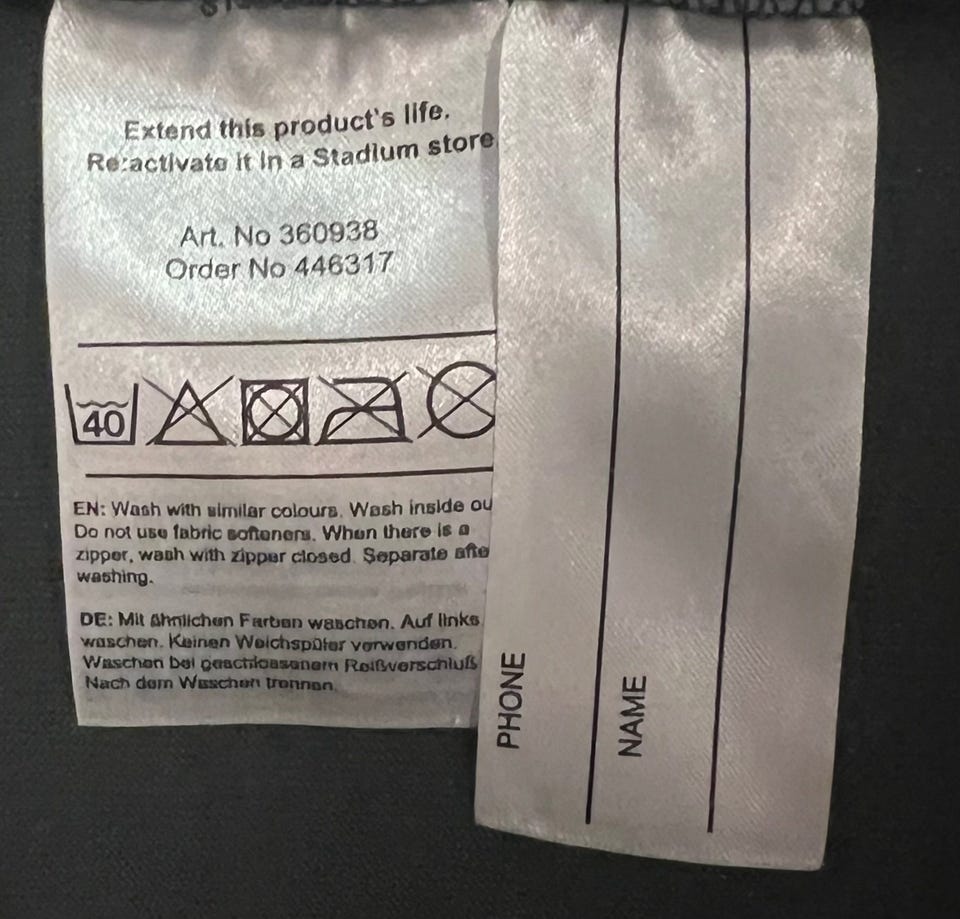 Extend this product's life.
Re:activate it in a Stadium store
Art. No 360938
Order No 446317
40
EN: Wash with similar colours. Wash inside ou
Do not use fabric softeners. When there is a
zipper, wash with zipper closed. Separate afte
washing.
DE: Mit ähnlichen Farben waschen. Auf links
waschen. Keinen Weichspüler verwenden.
Waschen bei geschlossenem Reißverschluß
Nach dem Waschen trennen.
PHONE
NAME